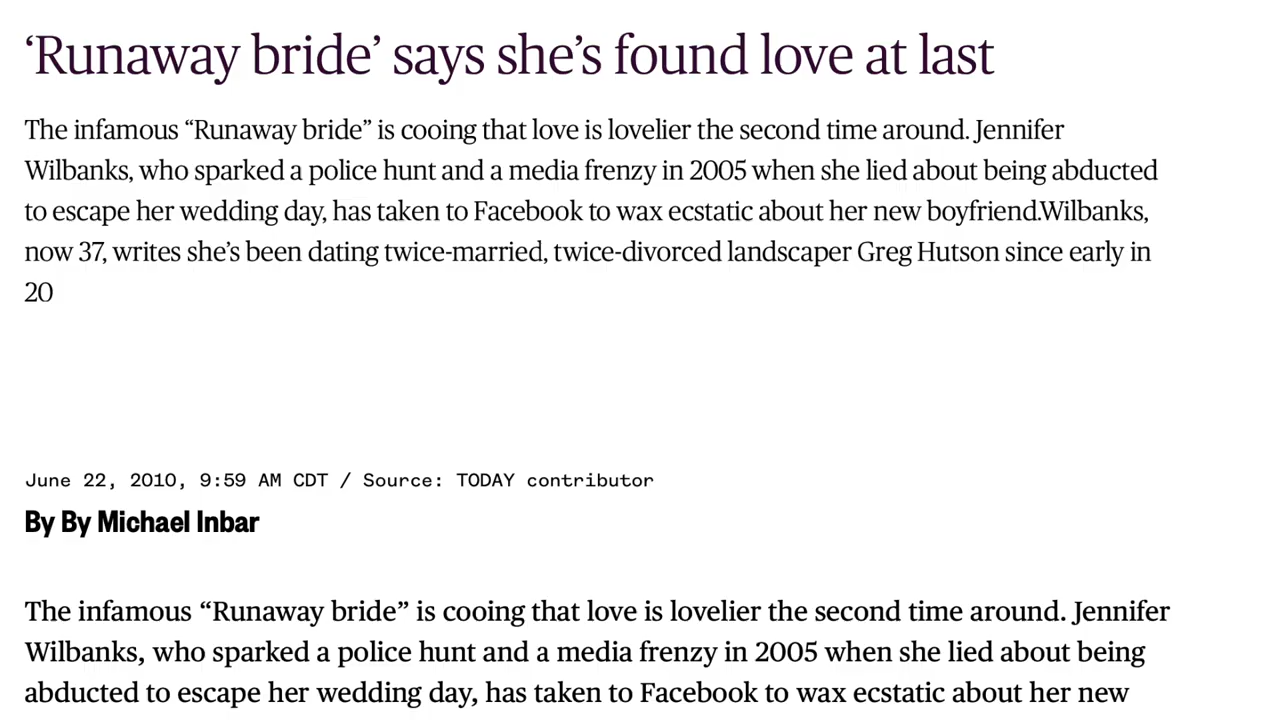 ‘Runaway bride’ says she’s found love at last
The infamous “Runaway bride” is cooing that love is lovelier the second time around. Jennifer
Wilbanks, who sparked a police hunt and a media frenzy in 2005 when she lied about being abducted
to escape her wedding day, has taken to Facebook to wax ecstatic about her new boyfriend.Wilbanks,
now 37, writes she’s been dating twice-married, twice-divorced landscaper Greg Hutson since early in
20
June 22, 2010, 9:59 AM CDT / Source: TODAY contributor
By By Michael Inbar
The infamous “Runaway bride” is cooing that love is lovelier the second time around. Jennifer
Wilbanks, who sparked a police hunt and a media frenzy in 2005 when she lied about being
abducted to escape her wedding day, has taken to Facebook to wax ecstatic about her new